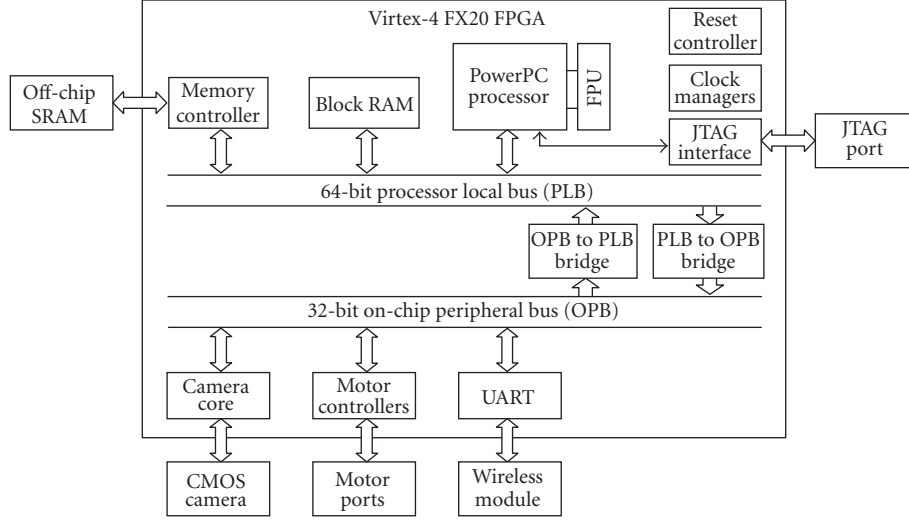 Virtex-4 FX20 FPGA
Reset
controller
Off-chip
SRAM
Memory
controller
Block RAM
PowerPC
processor
FPU
Clock
managers
JTAG
interface
JTAG
port
64-bit processor local bus (PLB)
OPB to PLB
bridge
PLB to OPB
bridge
32-bit on-chip peripheral bus (OPB)
Camera
core
Motor
controllers
UART
CMOS
camera
Motor
ports
Wireless
module